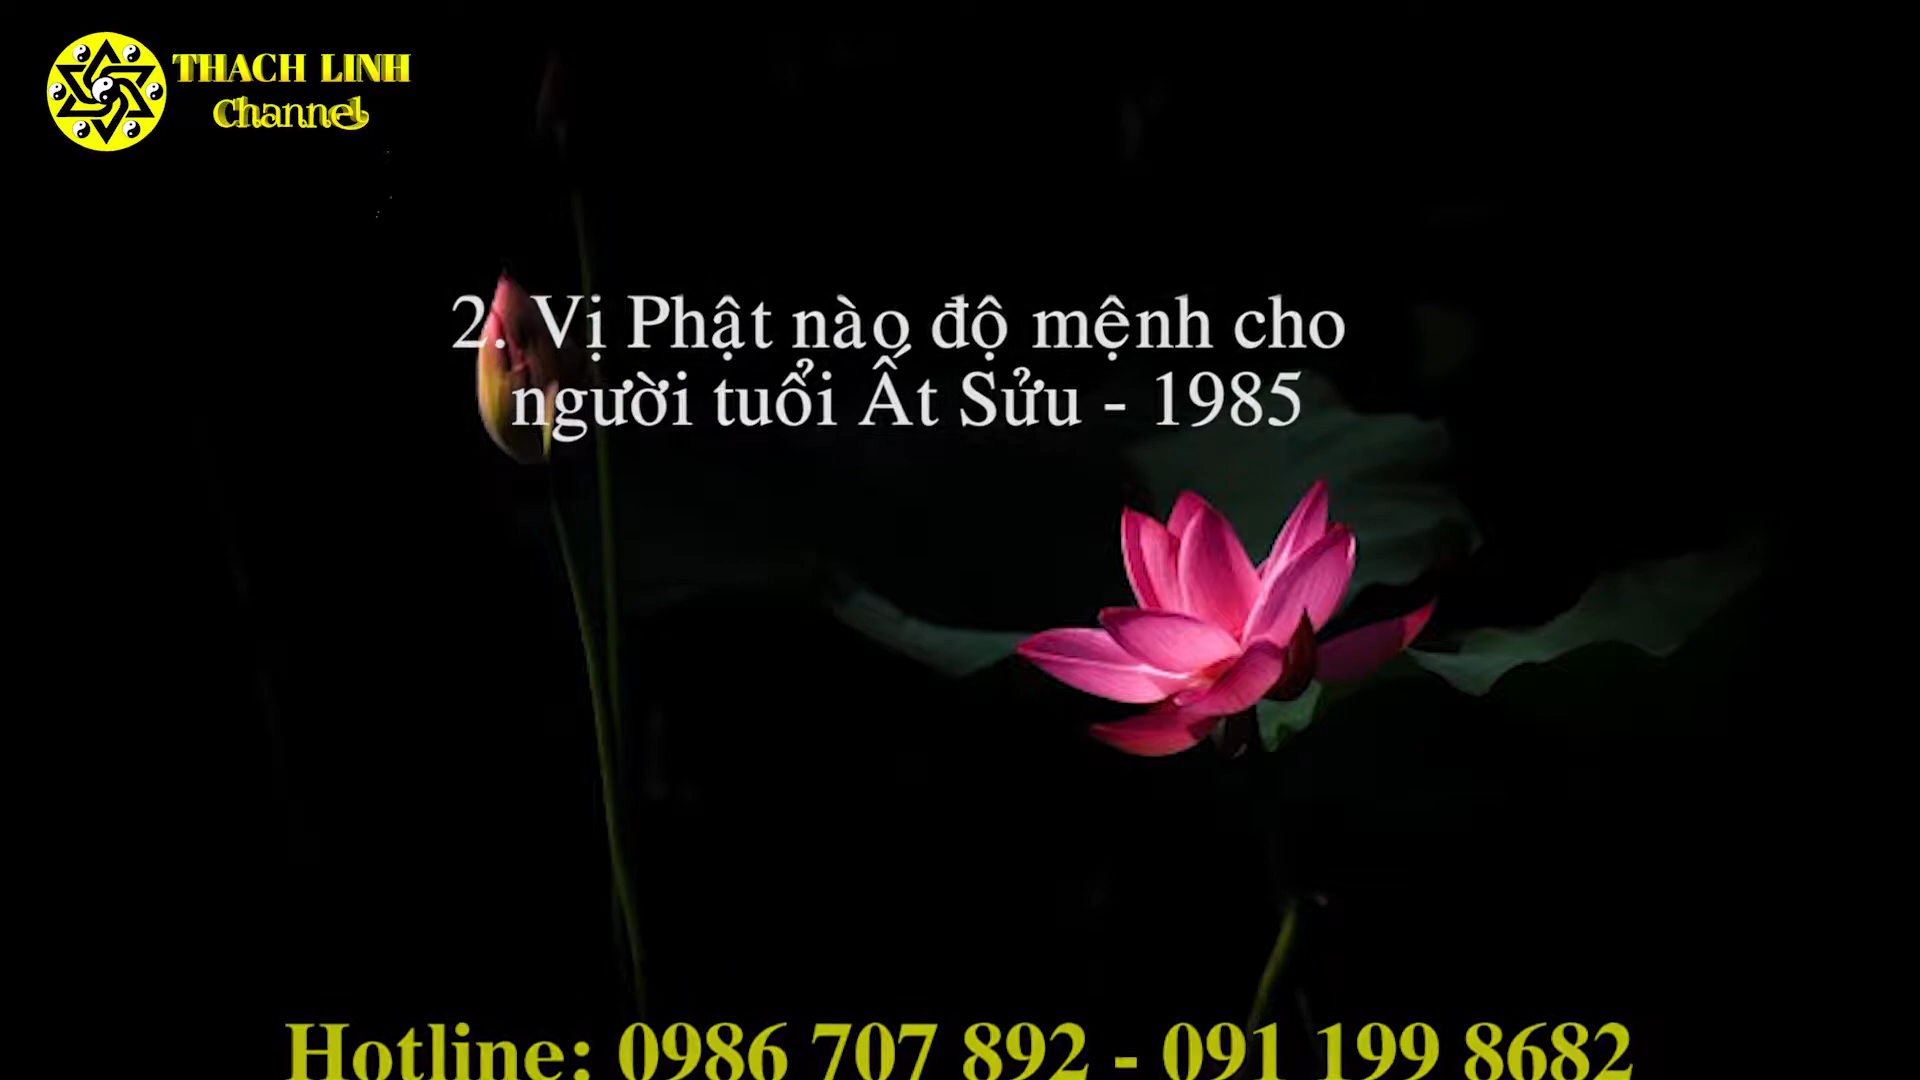 THACH LINH
Channel
2. Vị Phật nào độ mệnh cho
người tuổi Ất Sửu - 1985
Hotline: 0986 707 892 - 091 199 8682